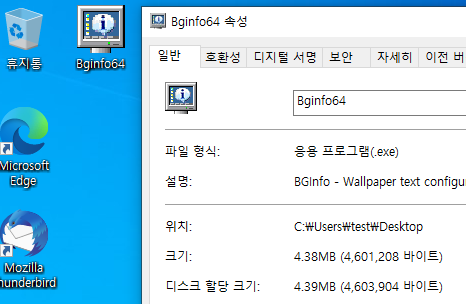 휴지통
Bginfo64
Microsoft
Edge
Mozilla
hunderbird
Bginfo64 속성
일반 호환성 디지털 서명 보안 자세히 이전 버
Bginfo64
파일 형식: 응용 프로그램(.exe)
설명: BGInfo - Wallpaper text configu
위치: C:₩Users₩test₩Desktop
크기: 4.38MB (4,601,208 바이트)
디스크 할당 크기: 4.39MB (4,603,904 바이트)